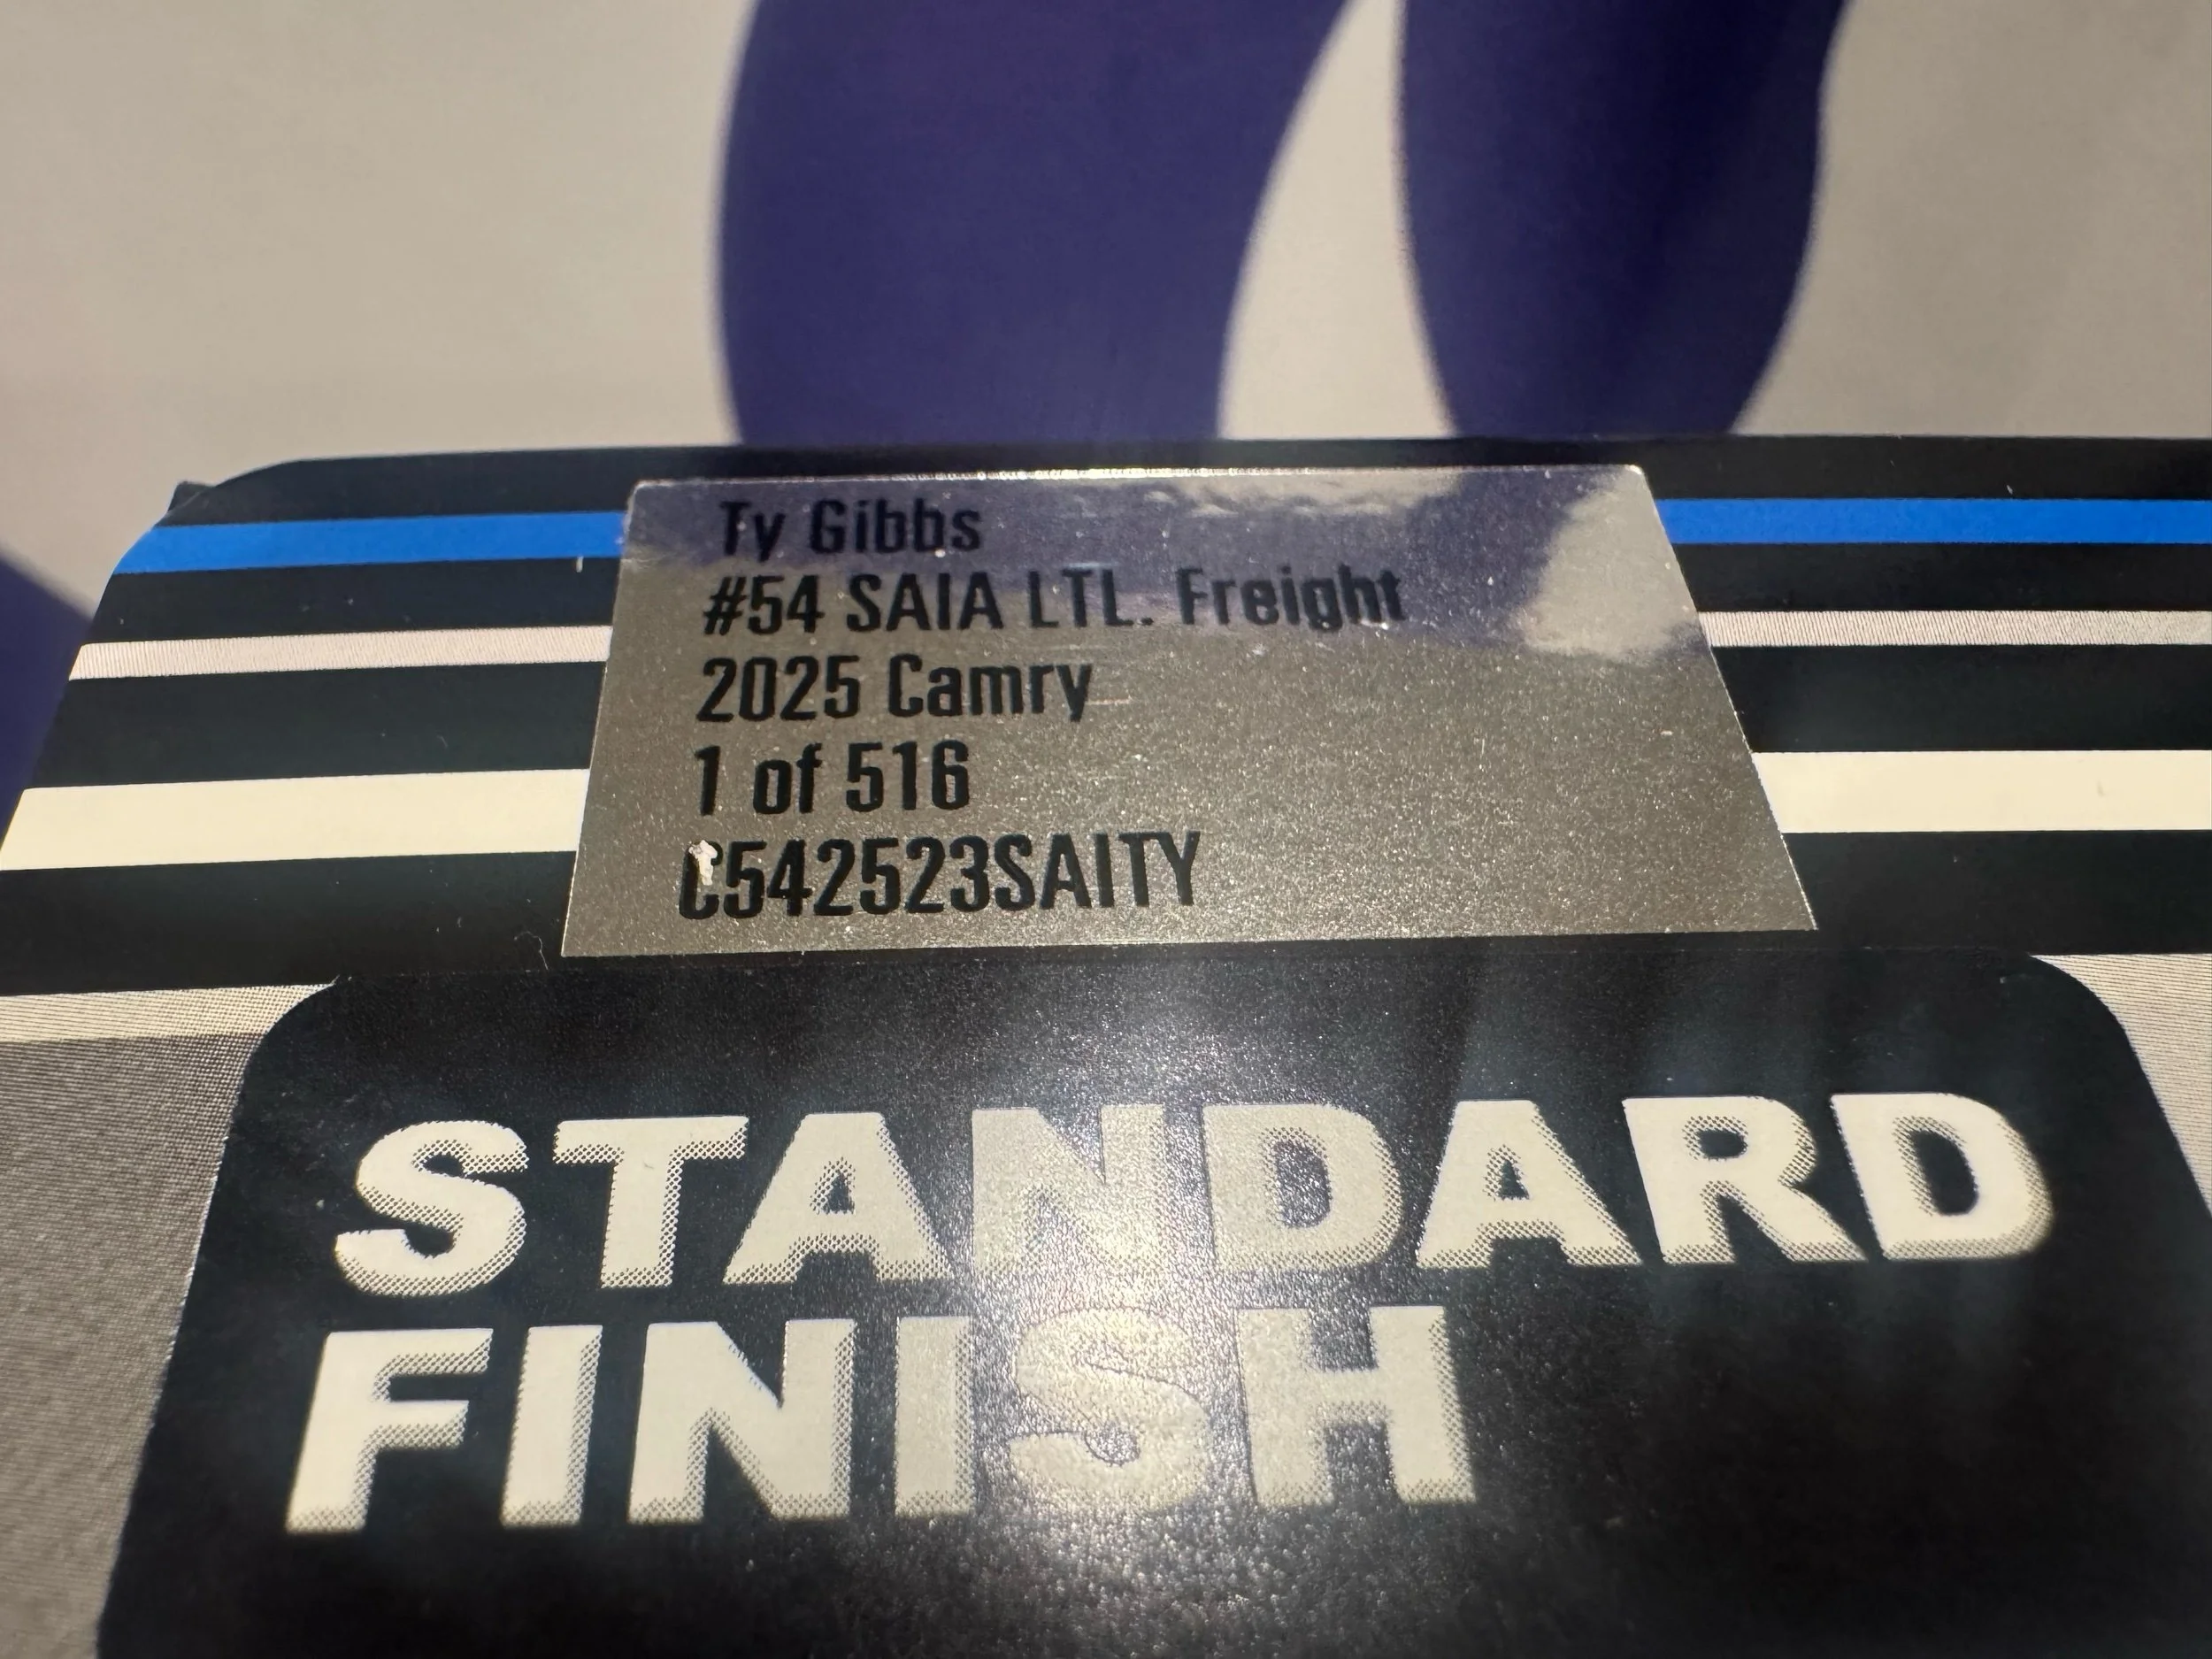 Ty Gibbs
#54 SAIA LTL. Freight
2025 Camry
1 of 516
C542523SAITY
STANDARD
FINISH